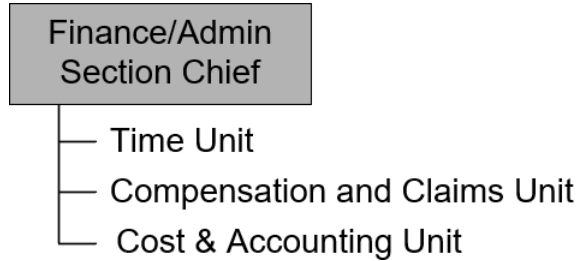 Finance/Admin
Section Chief
Time Unit
Compensation and Claims Unit
Cost & Accounting Unit